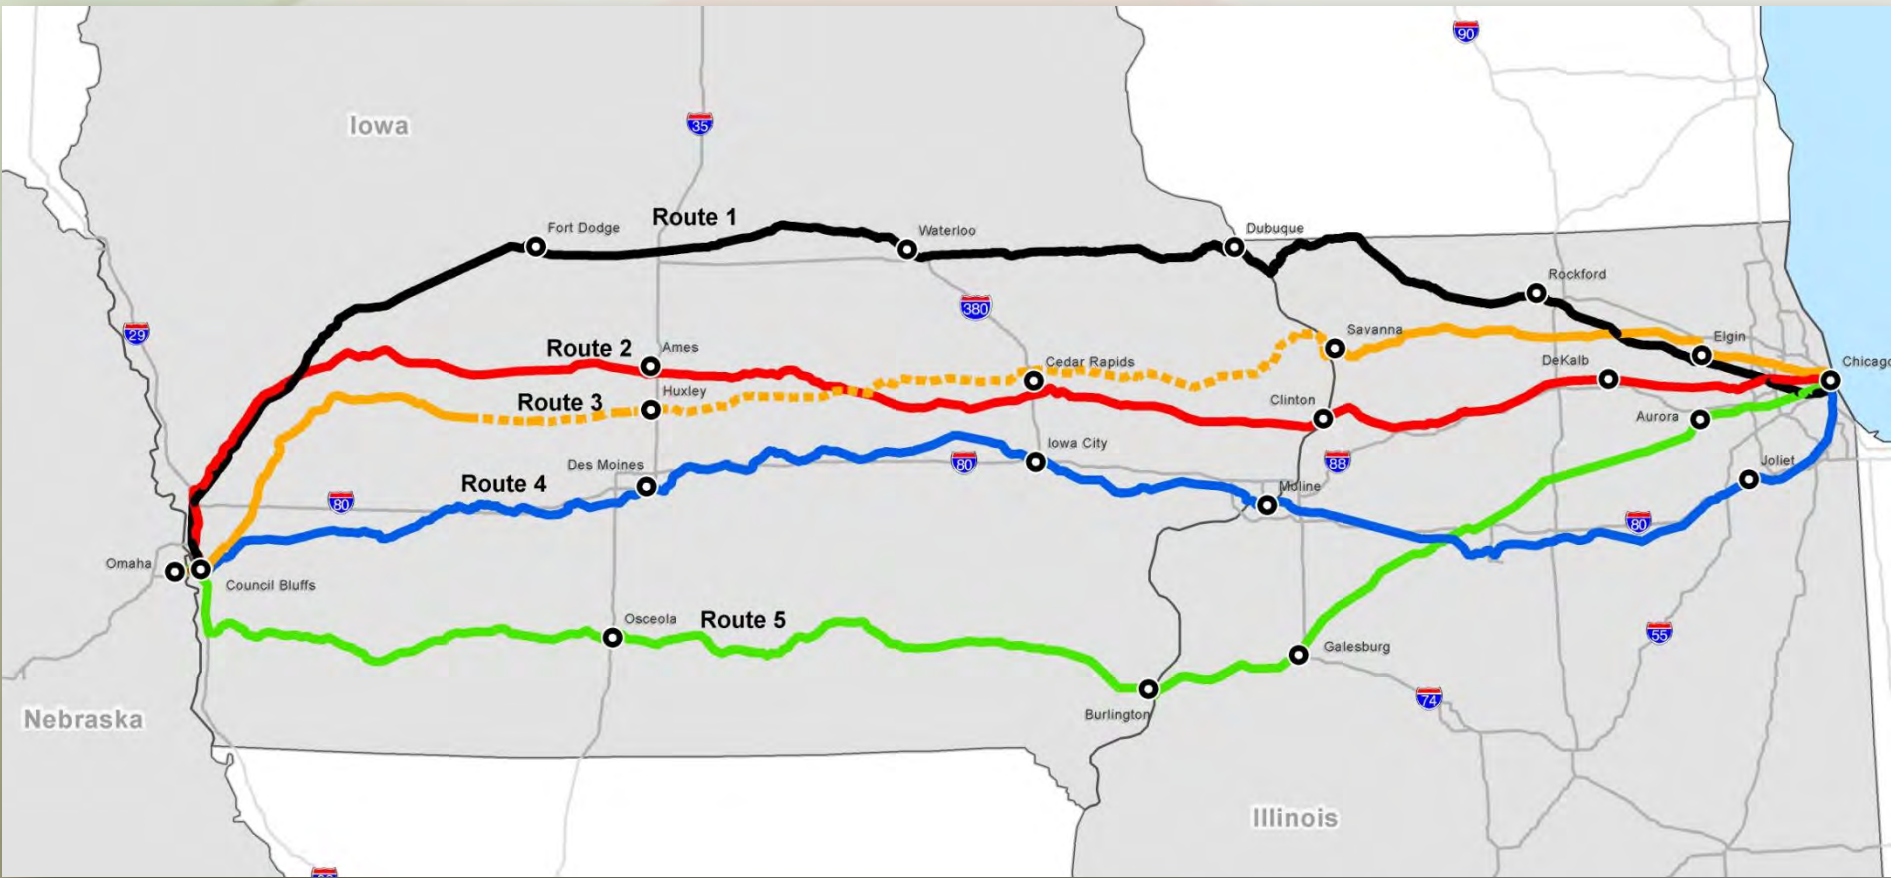 90
Iowa
35
Route 1
Fort Dodge
Waterloo
Dubuque
Rockford
380
29
Savanna
Elgin
Route 2
Ames
Cedar Rapids
DeKalb
Chicago
Huxley
Route 3
Clinton
Aurora
Iowa City
Des Moines
80
88
Joliet
Route 4
80
Moline
80
Omaha
Council Bluffs
Osceola
Route 5
55
Galesburg
74
Burlington
Nebraska
Illinois